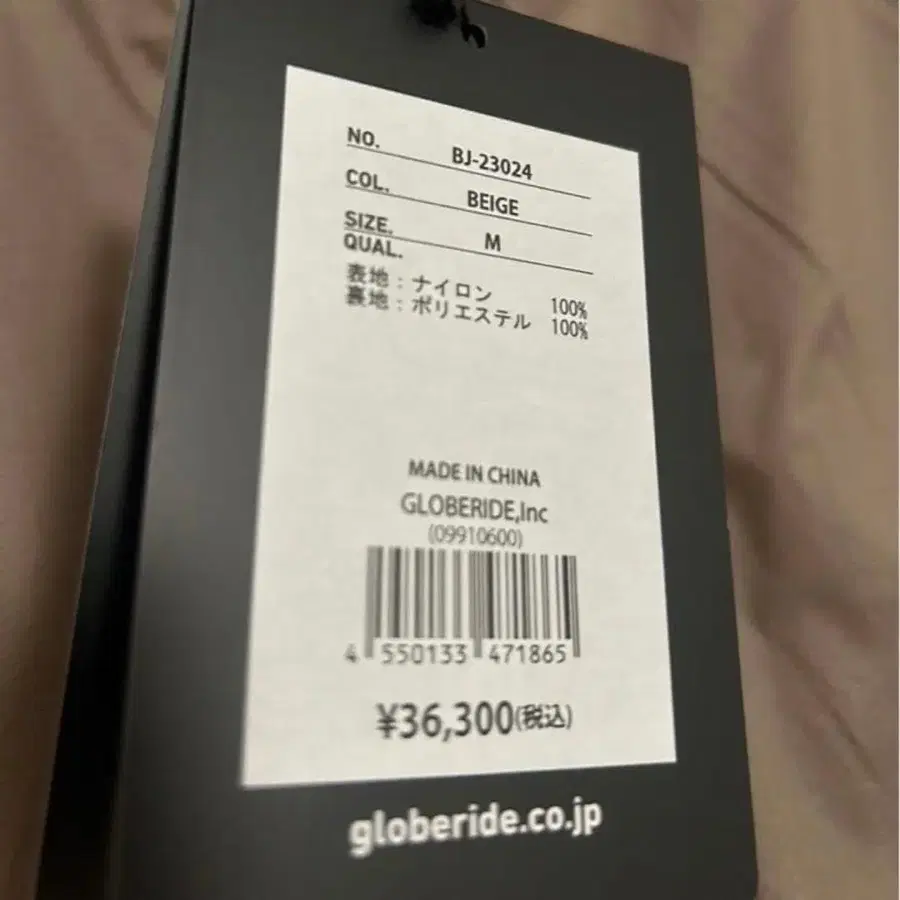 NO. BJ-23024
COL. BEIGE
SIZE. M
QUAL.
表地：ナイロン 100%
裏地：ポリエステル 100%
MADE IN CHINA
GLOBERIDE,Inc
(09910600)
4 550133 471865
¥36,300(税込)
globeride.co.jp